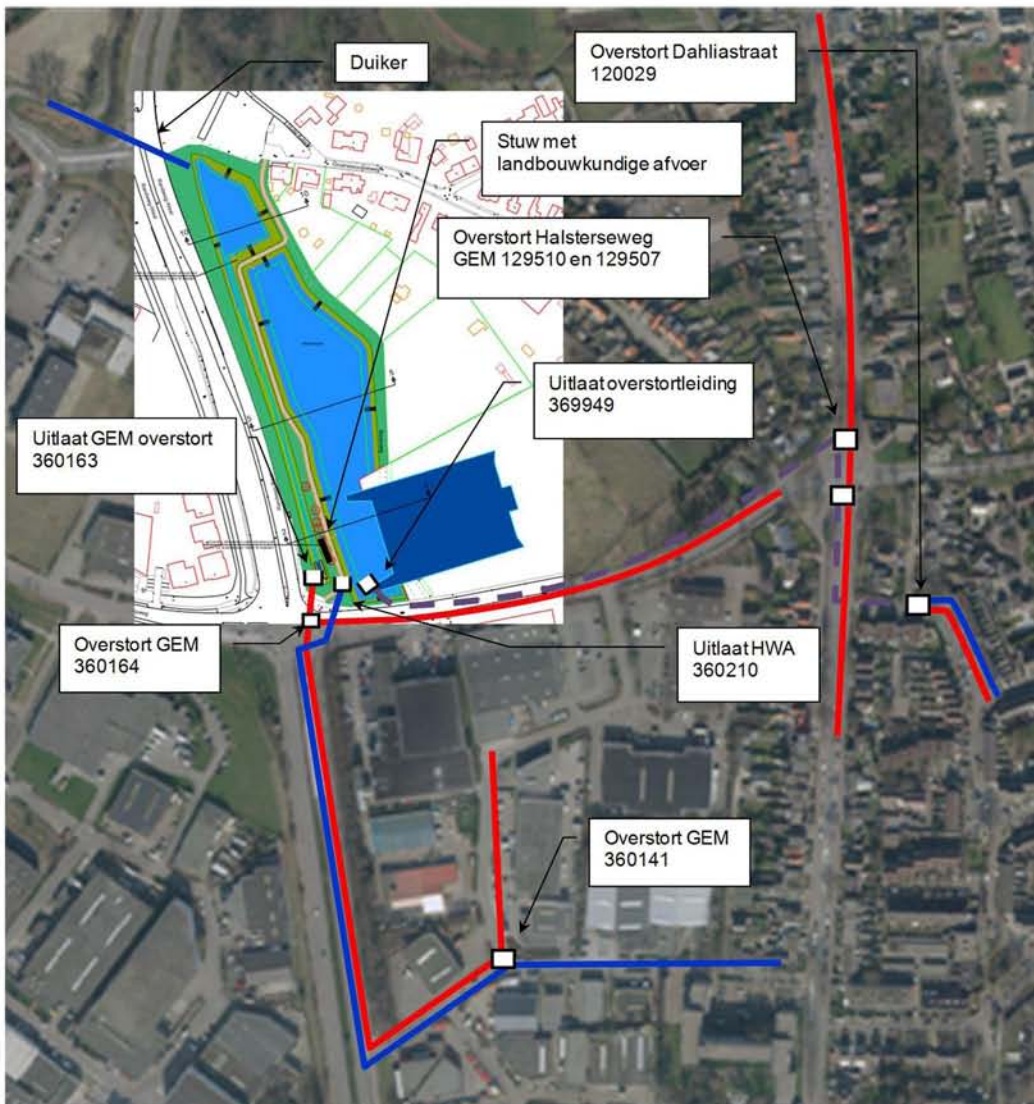 Duiker
Overstort Dahliastraat
120029
Stuw met
landbouwkundige afvoer
Overstort Halsterseweg
GEM 129510 en 129507
Uitlaat overstortleiding
369949
Uitlaat GEM overstort
360163
Overstort GEM
360164
Uitlaat HWA
360210
Overstort GEM
360141